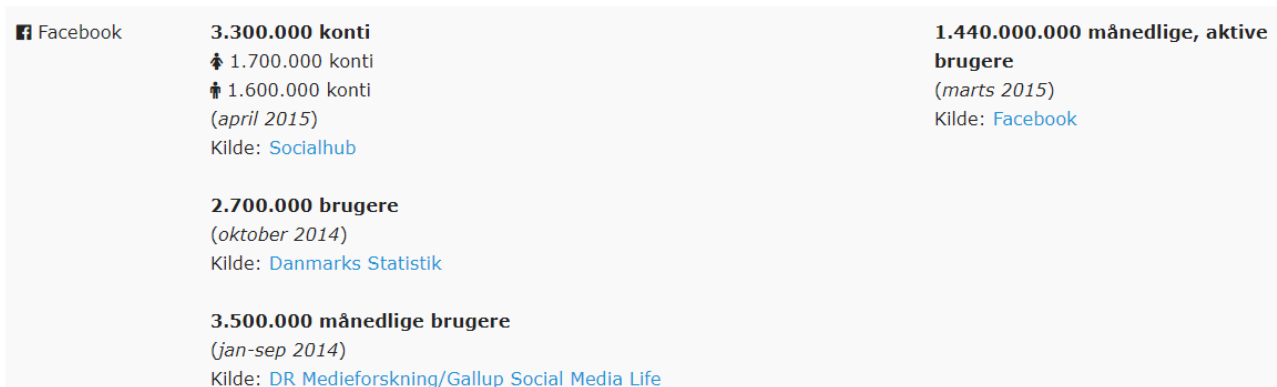 Facebook
3.300.000 konti
1.700.000 konti
1.600.000 konti
(april 2015)
Kilde: Socialhub
2.700.000 brugere
(oktober 2014)
Kilde: Danmarks Statistik
3.500.000 månedlige brugere
(jan-sep 2014)
Kilde: DR Medieforskning/Gallup Social Media Life
1.440.000.000 månedlige, aktive
brugere
(marts 2015)
Kilde: Facebook